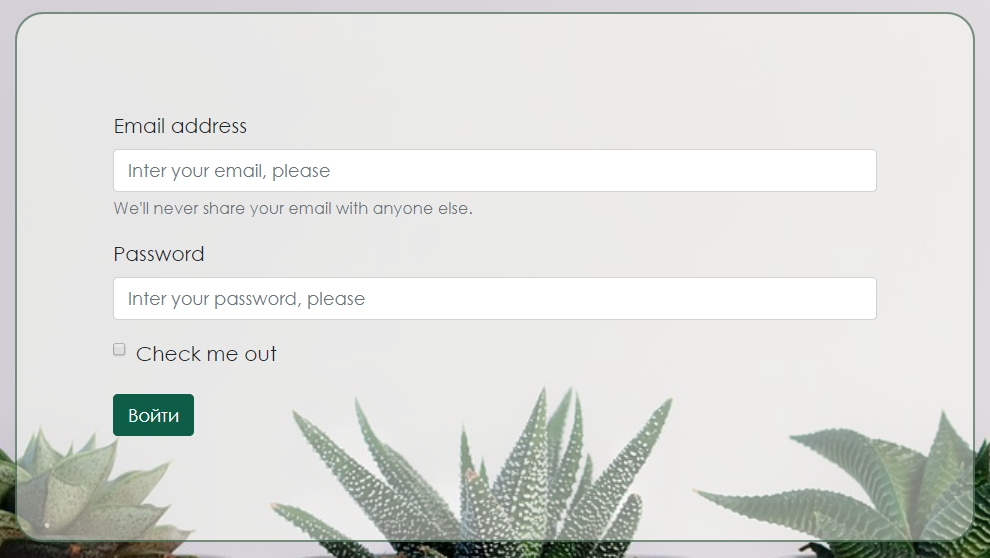 Email address
Inter your email, please
We'll never share your email with anyone else.
Password
Inter your password, please
Check me out
Войти